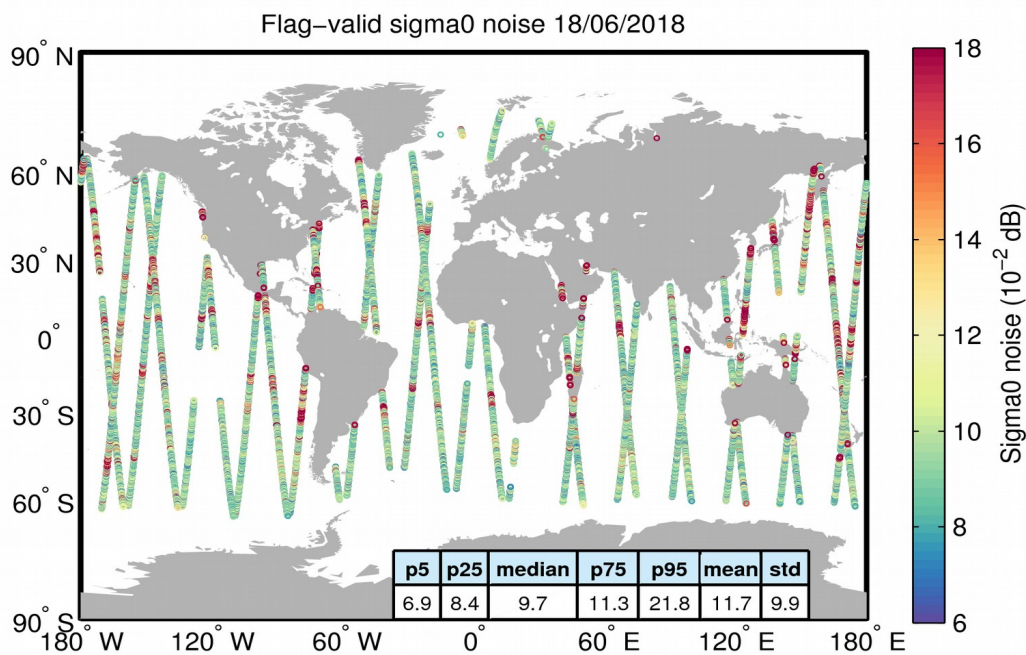 Flag−valid sigma0 noise 18/06/2018
90° N
60° N
30° N
0°
30° S
60° S
90° S
180° W
120° W
60° W
0°
60° E
120° E
180° E
p5 p25 median p75 p95 mean std
6.9 8.4 9.7 11.3 21.8 11.7 9.9
18
16
14
12
10
8
6
Sigma0 noise (10⁻² dB)